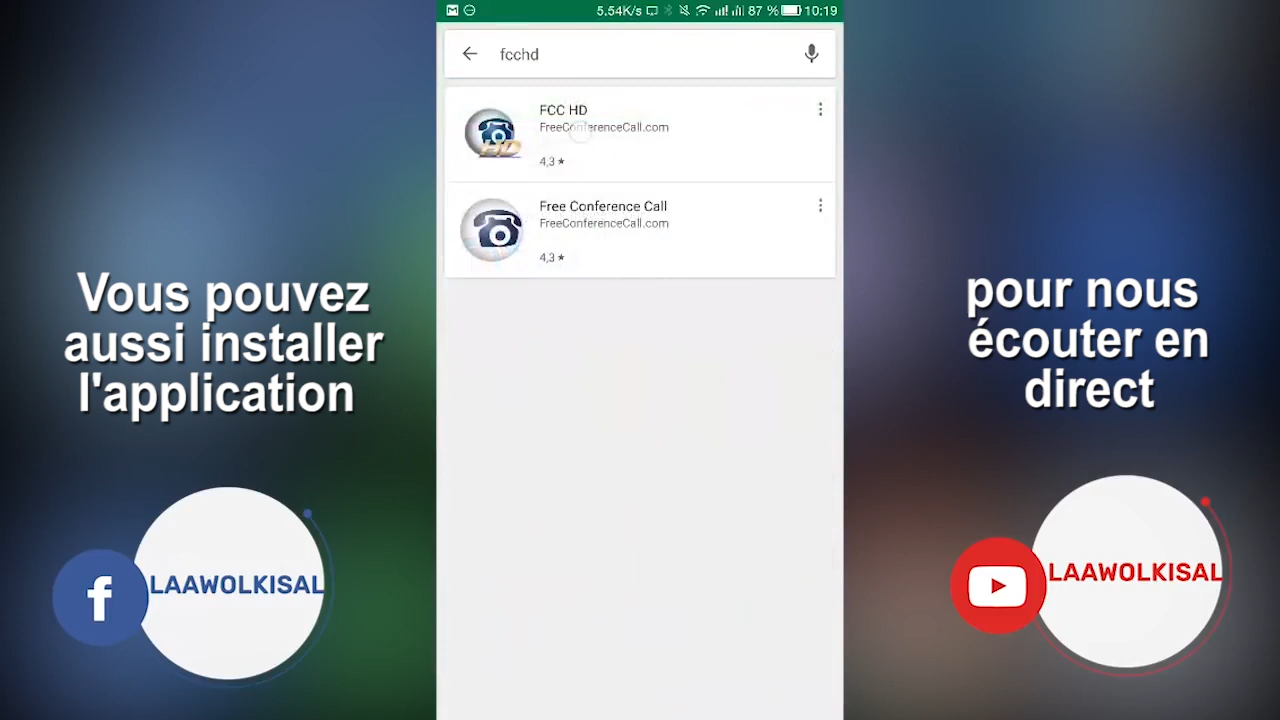 5.54K/s 87 % 10:19
fcchd
FCC HD
FreeConferenceCall.com
4,3 ★
Free Conference Call
FreeConferenceCall.com
4,3 ★
Vous pouvez
aussi installer
l'application
pour nous
écouter en
direct
f
LAAWOLKISAL
LAAWOLKISAL